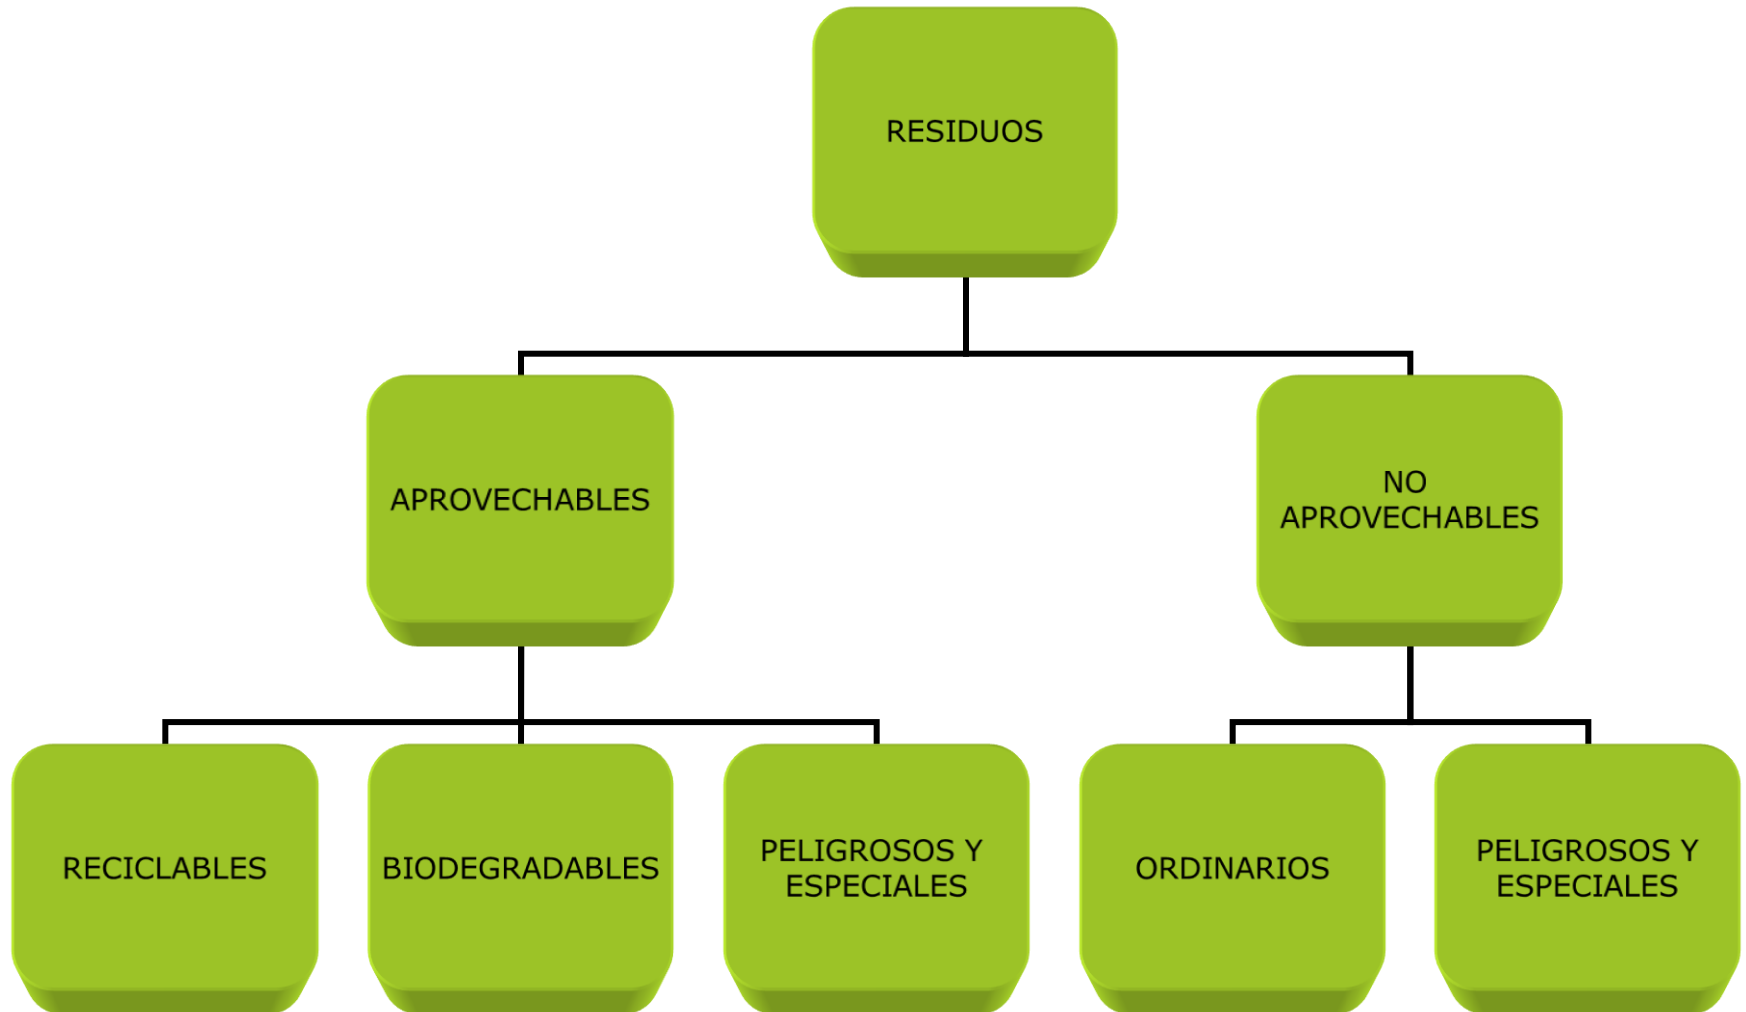 RESIDUOS
APROVECHABLES
NO
APROVECHABLES
RECICLABLES
BIODEGRADABLES
PELIGROSOS Y
ESPECIALES
ORDINARIOS
PELIGROSOS Y
ESPECIALES